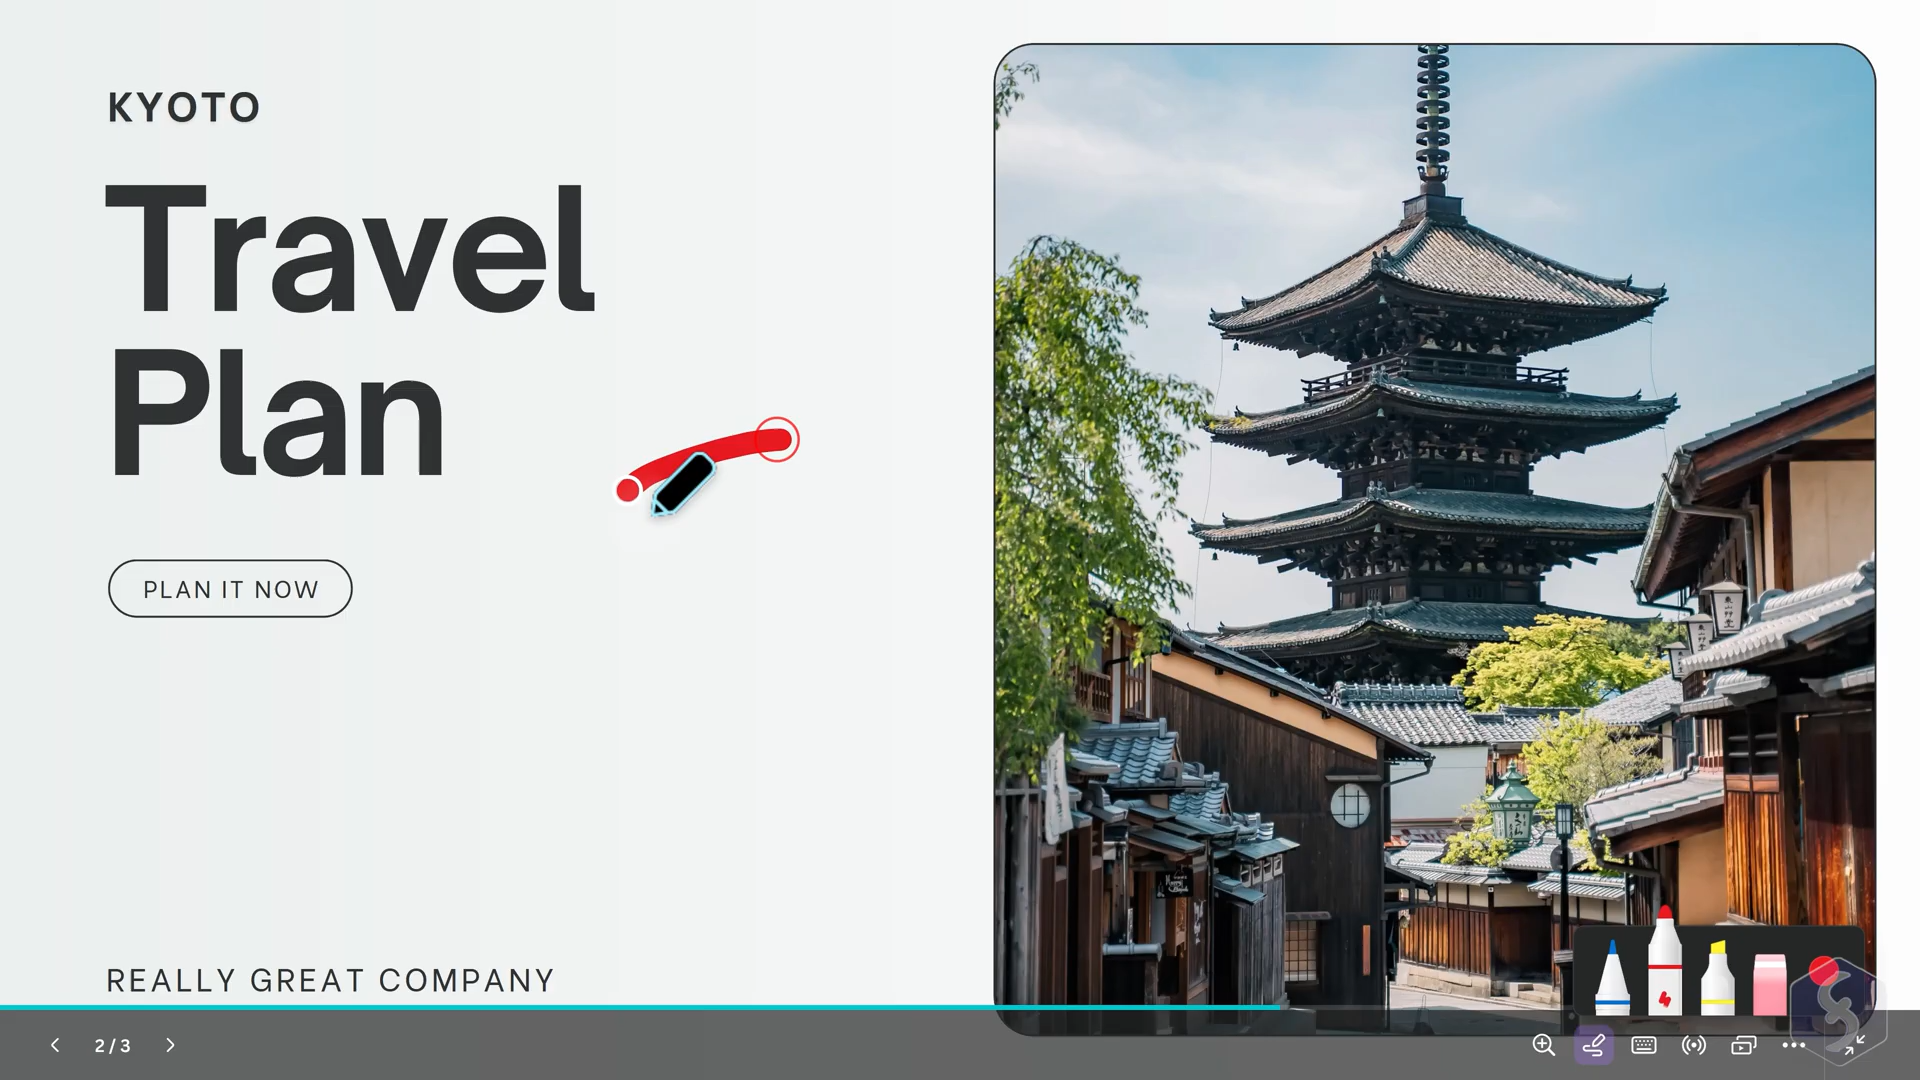 KYOTO
Travel
Plan
PLAN IT NOW
REALLY GREAT COMPANY
2/3